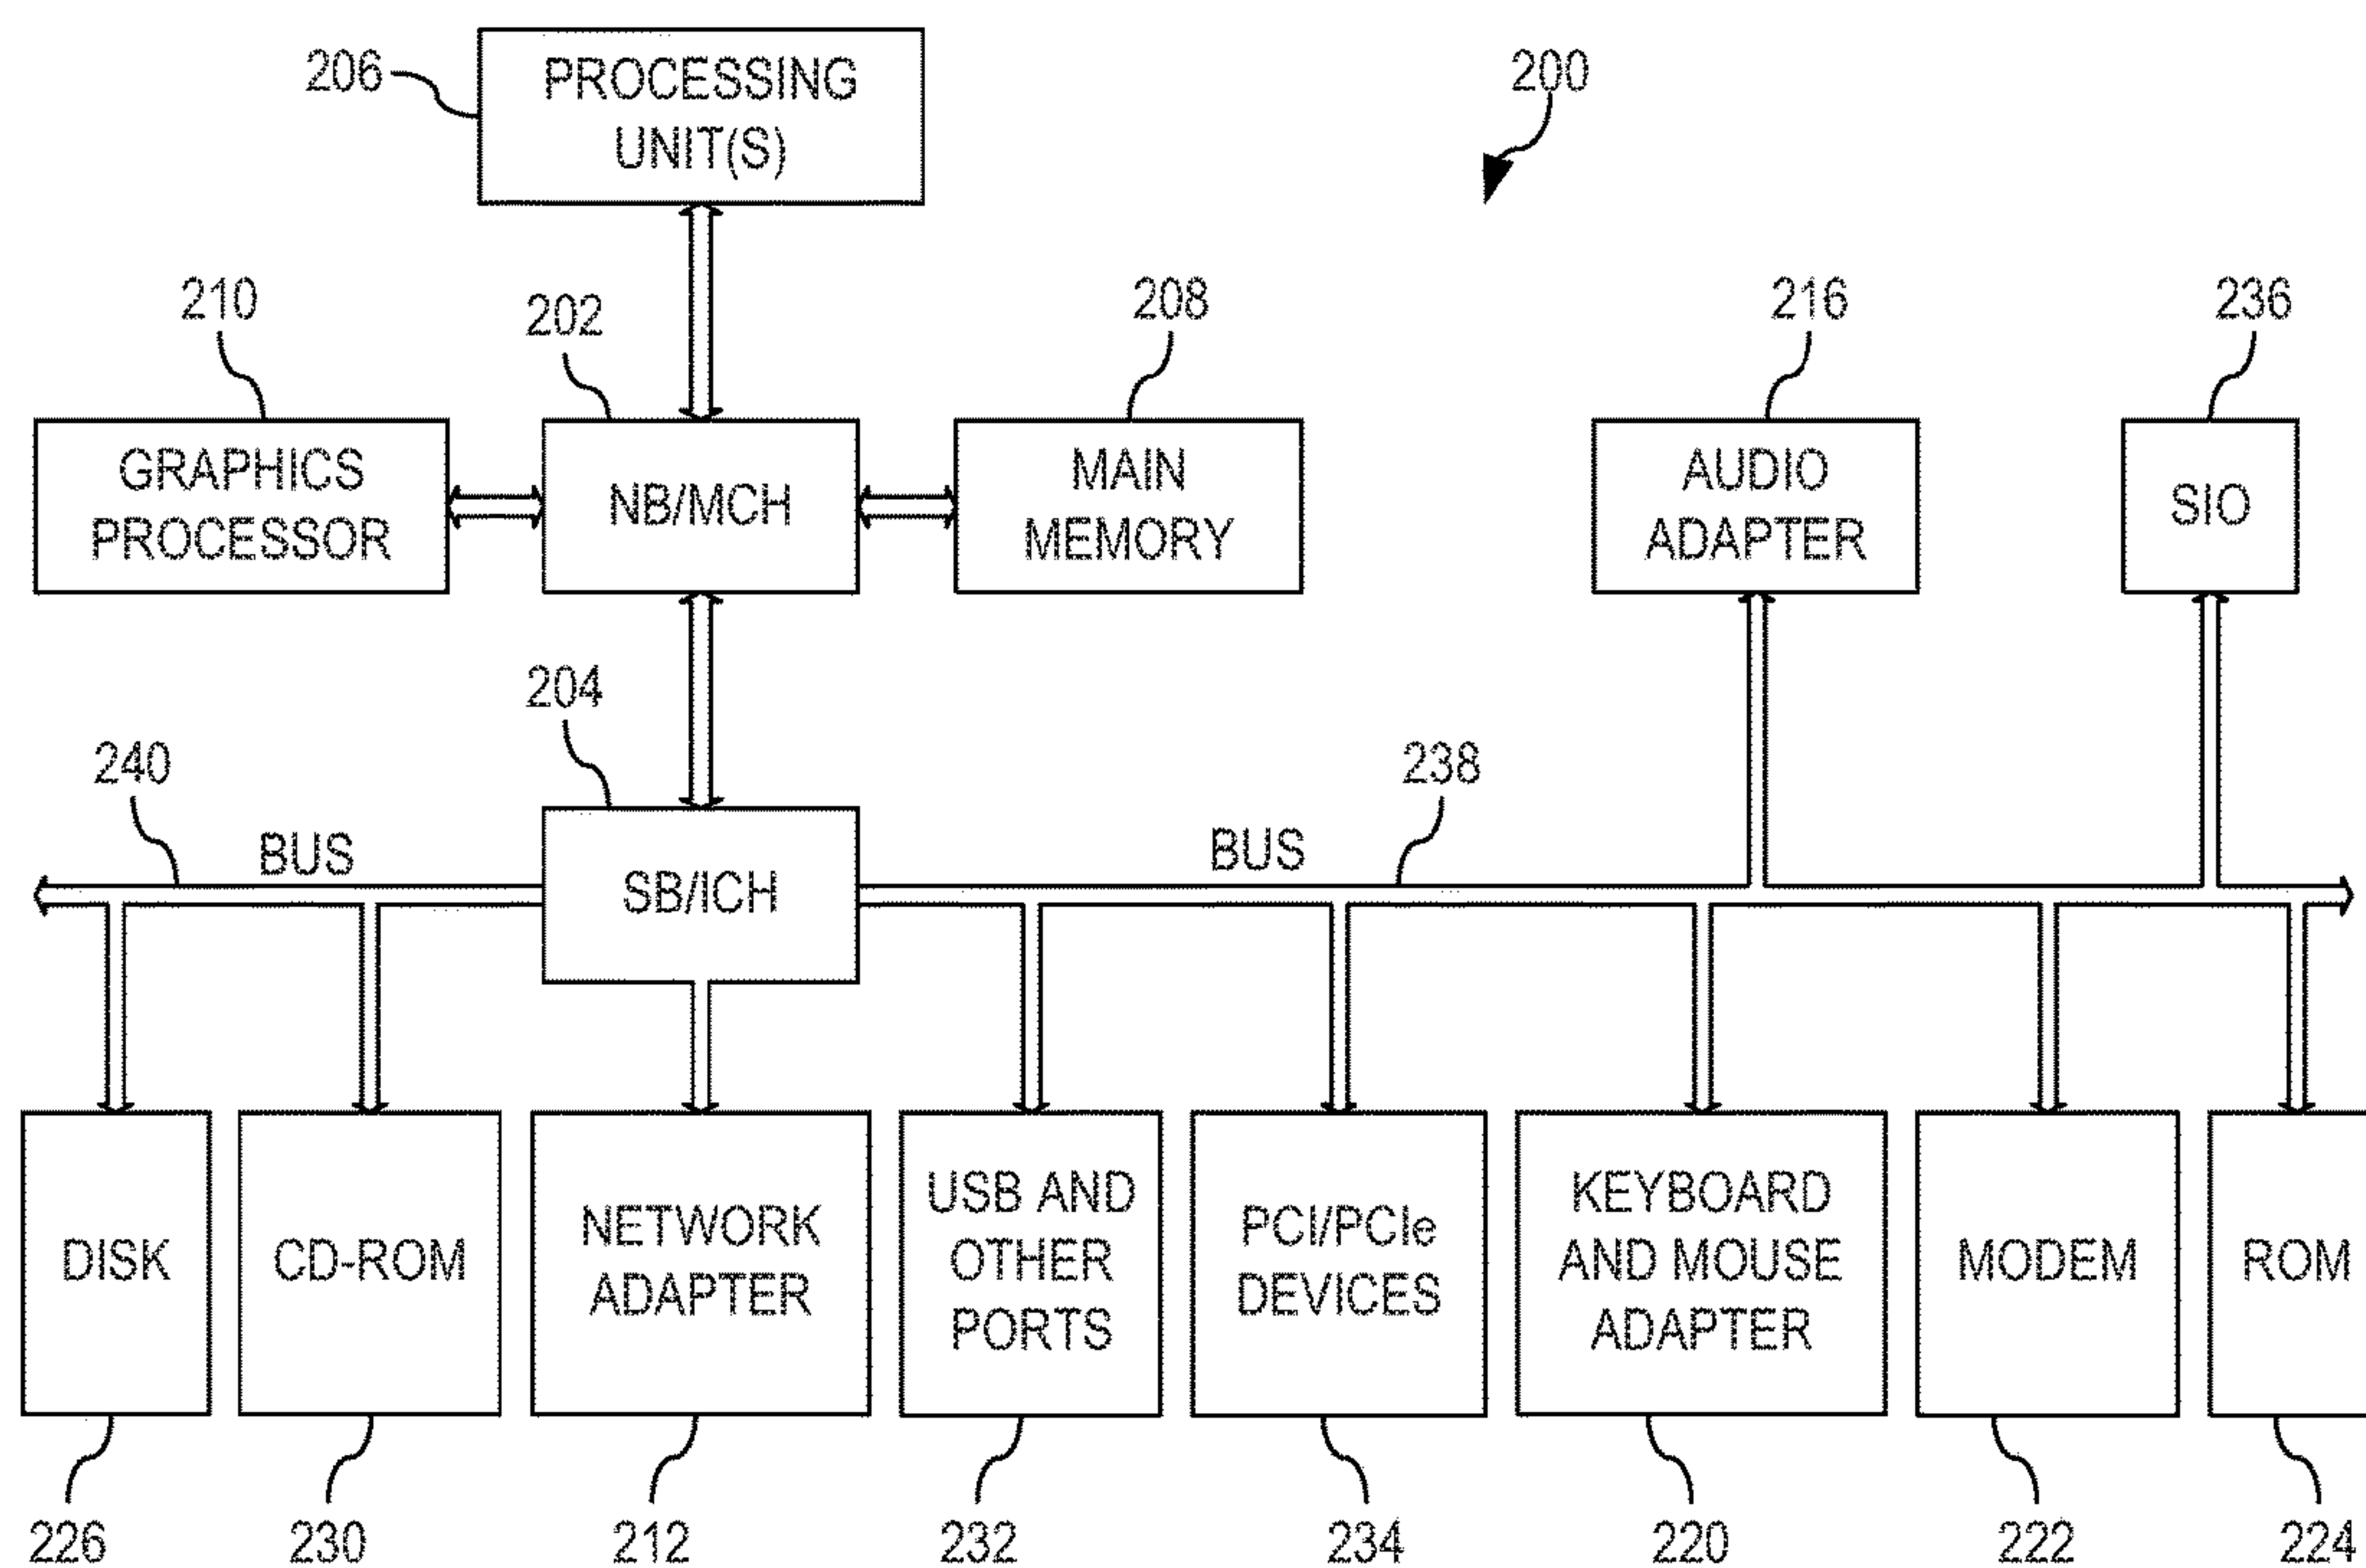 206
PROCESSING
UNIT(S)
200
210
202
208
216
236
GRAPHICS
PROCESSOR
NB/MCH
MAIN
MEMORY
AUDIO
ADAPTER
SIO
204
240
238
BUS
BUS
SB/ICH
DISK
CD-ROM
NETWORK
ADAPTER
USB AND
OTHER
PORTS
PCI/PCIe
DEVICES
KEYBOARD
AND MOUSE
ADAPTER
MODEM
ROM
226
230
212
232
234
220
222
224